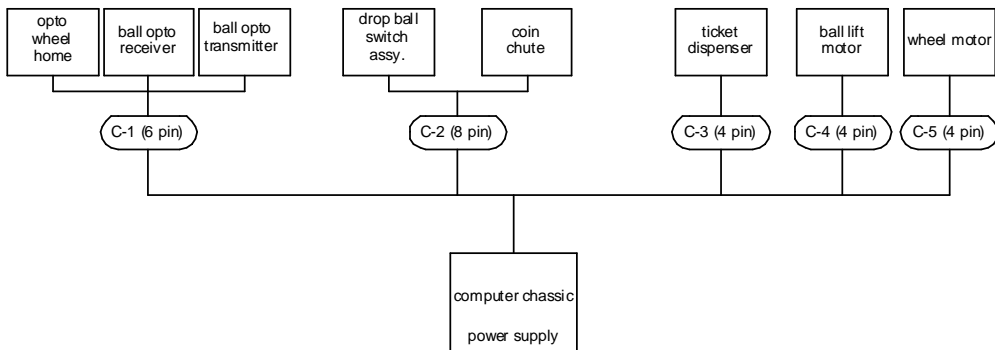 opto
wheel
home
ball opto
receiver
ball opto
transmitter
drop ball
switch
assy.
coin
chute
ticket
dispenser
ball lift
motor
wheel motor
C-1 (6 pin)
C-2 (8 pin)
C-3 (4 pin)
C-4 (4 pin)
C-5 (4 pin)
computer chassic
power supply